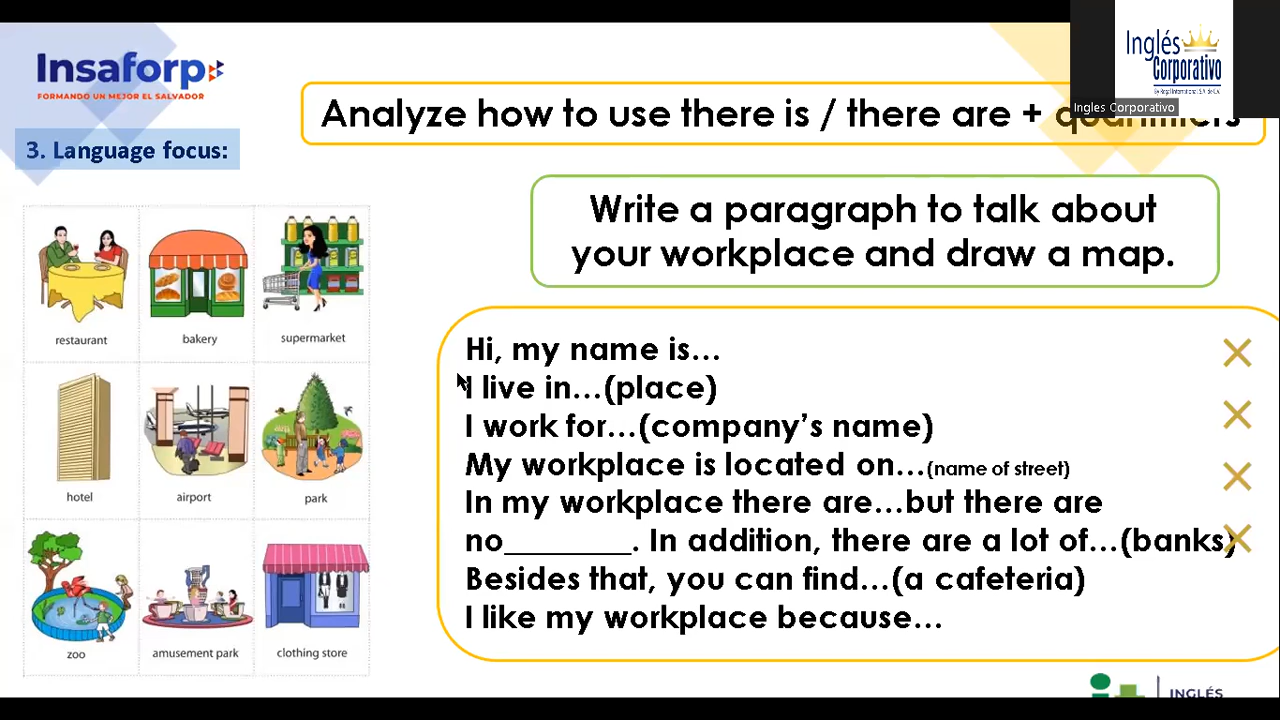 Insaforp
FORMANDO UN MEJOR EL SALVADOR
Inglés
Corporativo
Ingles Corporativo
Analyze how to use there is / there are + quantifiers
3. Language focus:
Write a paragraph to talk about
your workplace and draw a map.
restaurant
bakery
supermarket
hotel
airport
park
zoo
amusement park
clothing store
Hi, my name is...
I live in...(place)
I work for...(company's name)
My workplace is located on...(name of street)
In my workplace there are...but there are
no________. In addition, there are a lot of...(banks)
Besides that, you can find...(a cafeteria)
I like my workplace because...
INGLÉS